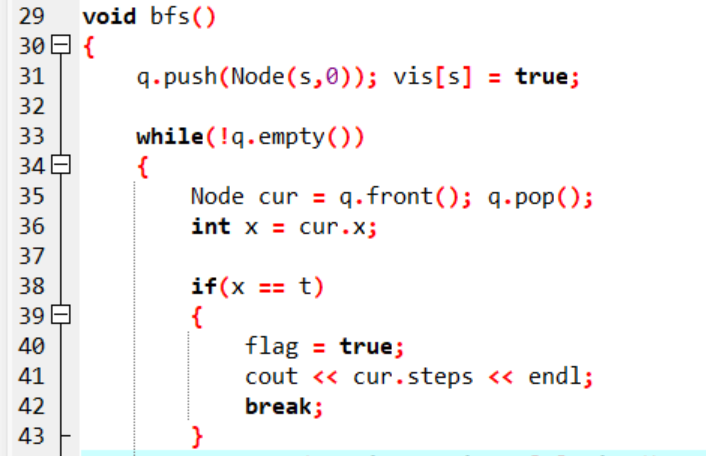 29 void bfs()
30 {
31     q.push(Node(s,0)); vis[s] = true;
32
33     while(!q.empty())
34     {
35         Node cur = q.front(); q.pop();
36         int x = cur.x;
37
38         if(x == t)
39         {
40             flag = true;
41             cout << cur.steps << endl;
42             break;
43         }